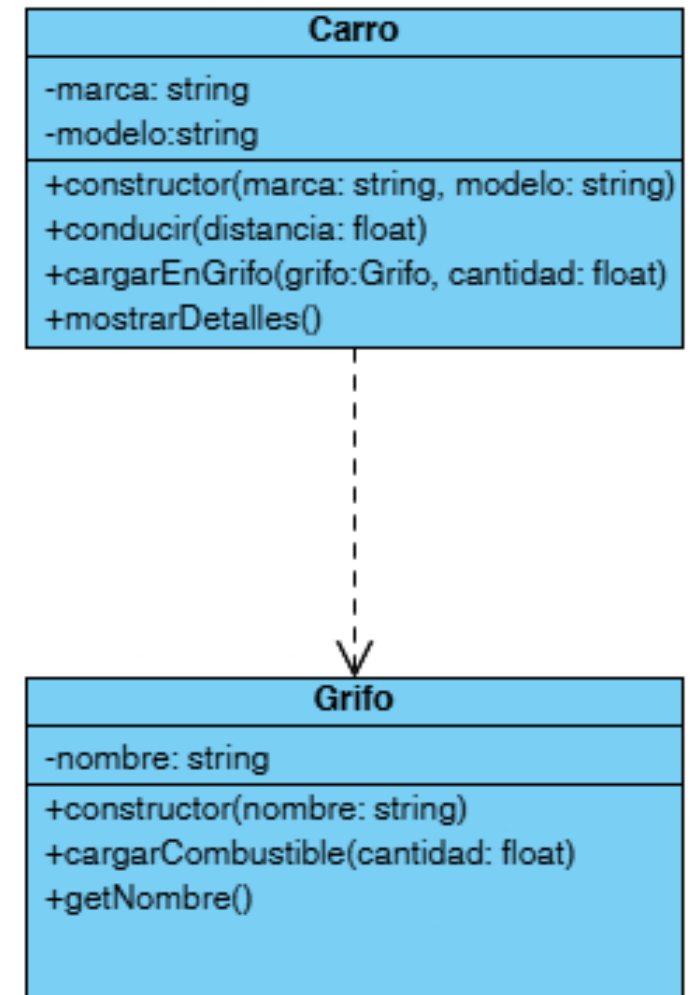 Carro
-marca: string
-modelo:string
+constructor(marca: string, modelo: string)
+conducir(distancia: float)
+cargarEnGrifo(grifo:Grifo, cantidad: float)
+mostrarDetalles()
Grifo
-nombre: string
+constructor(nombre: string)
+cargarCombustible(cantidad: float)
+getNombre()